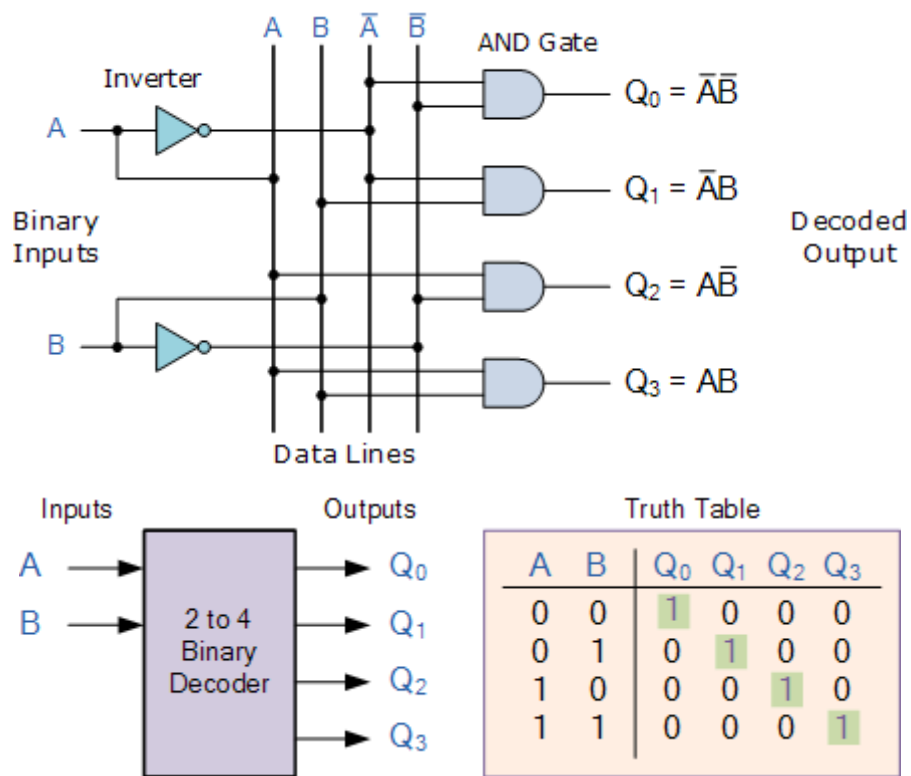 A B A̅ B̅
AND Gate
Inverter
A
Q₀ = A̅B̅
Q₁ = A̅B
Binary
Inputs
Decoded
Output
Q₂ = AB̅
B
Q₃ = AB
Data Lines
Inputs
Outputs
A
B
2 to 4
Binary
Decoder
Q₀
Q₁
Q₂
Q₃
Truth Table
A B Q₀ Q₁ Q₂ Q₃
0 0 1 0 0 0
0 1 0 1 0 0
1 0 0 0 1 0
1 1 0 0 0 1